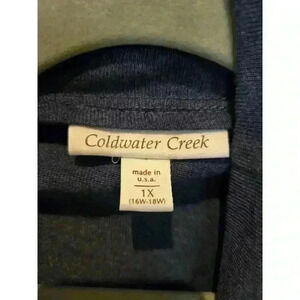 Coldwater Creek
made in
u.s.a.
1X
(16W-18W)